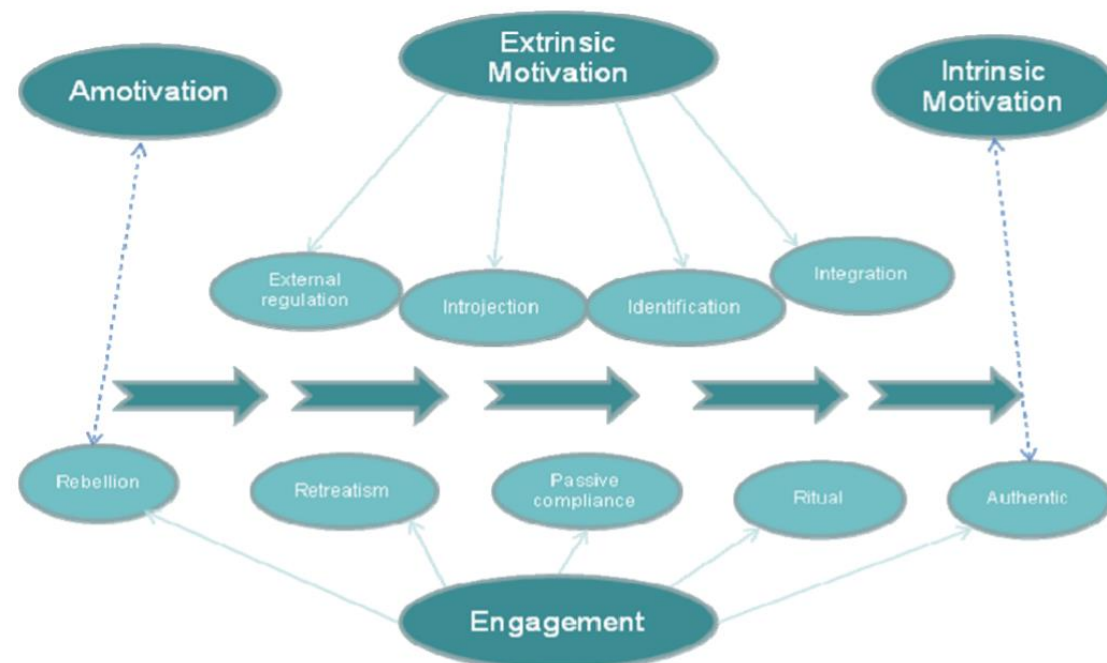 Amotivation
Extrinsic
Motivation
Intrinsic
Motivation
External
regulation
Introjection
Identification
Integration
Rebellion
Retreatism
Passive
compliance
Ritual
Authentic
Engagement